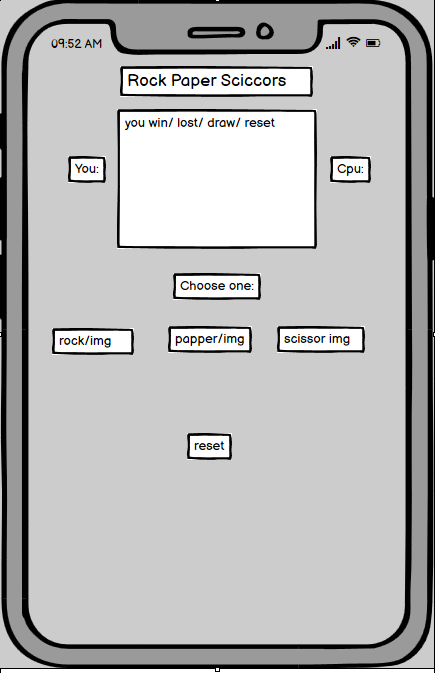 09:52 AM
Rock Paper Sciccors
you win/ lost/ draw/ reset
You:
Cpu:
Choose one:
rock/img
papper/img
scissor img
reset